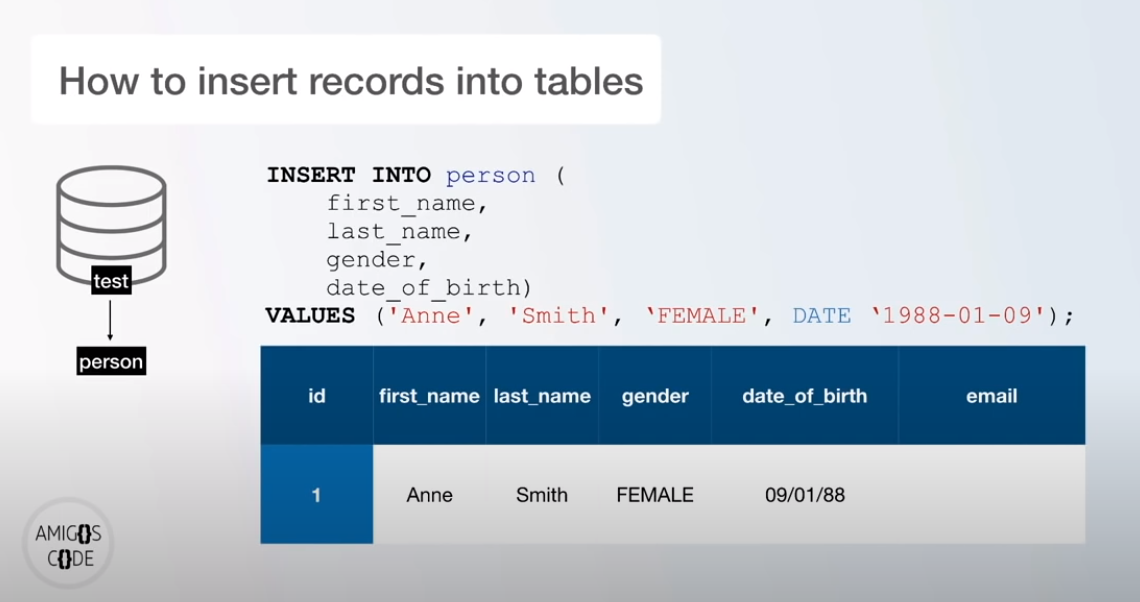 How to insert records into tables
INSERT INTO person (
first_name,
last_name,
gender,
date_of_birth)
VALUES ('Anne', 'Smith', `FEMALE', DATE `1988-01-09');
test
person
id first_name last_name gender date_of_birth email
1 Anne Smith FEMALE 09/01/88
AMIG{}S
C{}DE